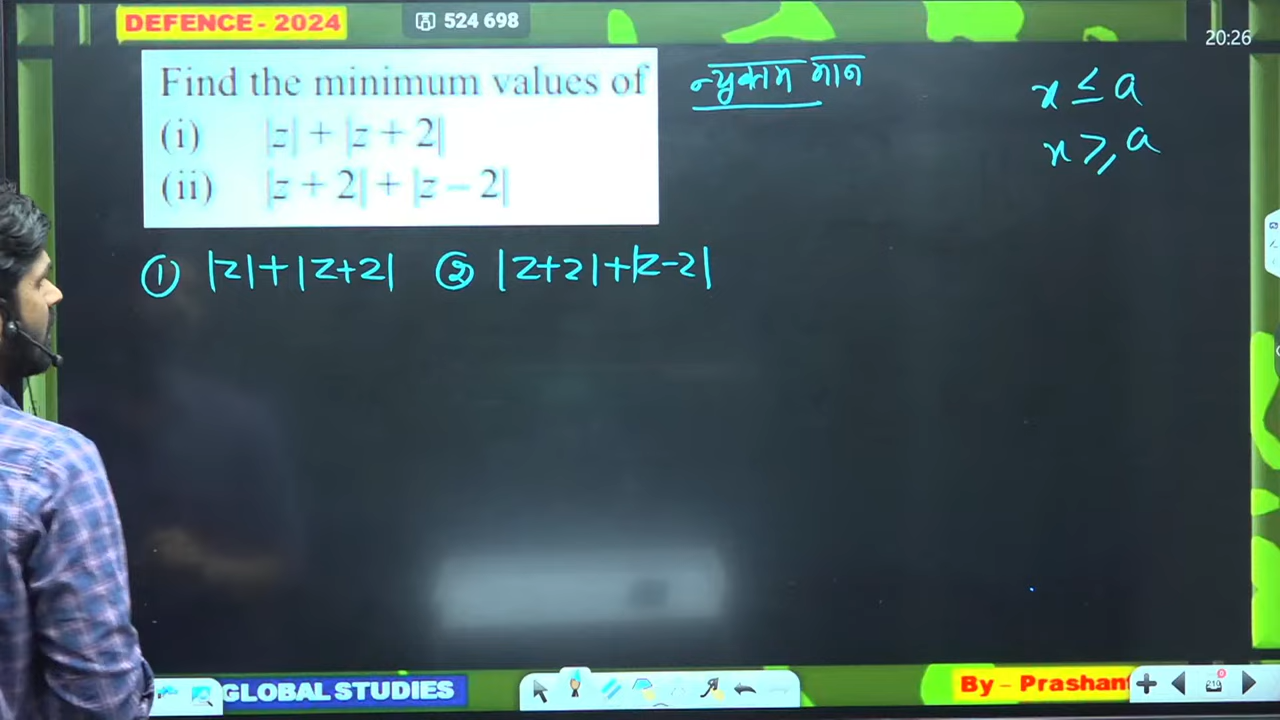 DEFENCE - 2024
524 698
20:26
Find the minimum values of
(i) |z| + |z + 2|
(ii) |z + 2| + |z – 2|
न्युकाम मान
x ≤ a
x ≥ a
① |z|+|z+2| ② |z+2|+|z-2|
GLOBAL STUDIES
By – Prashant